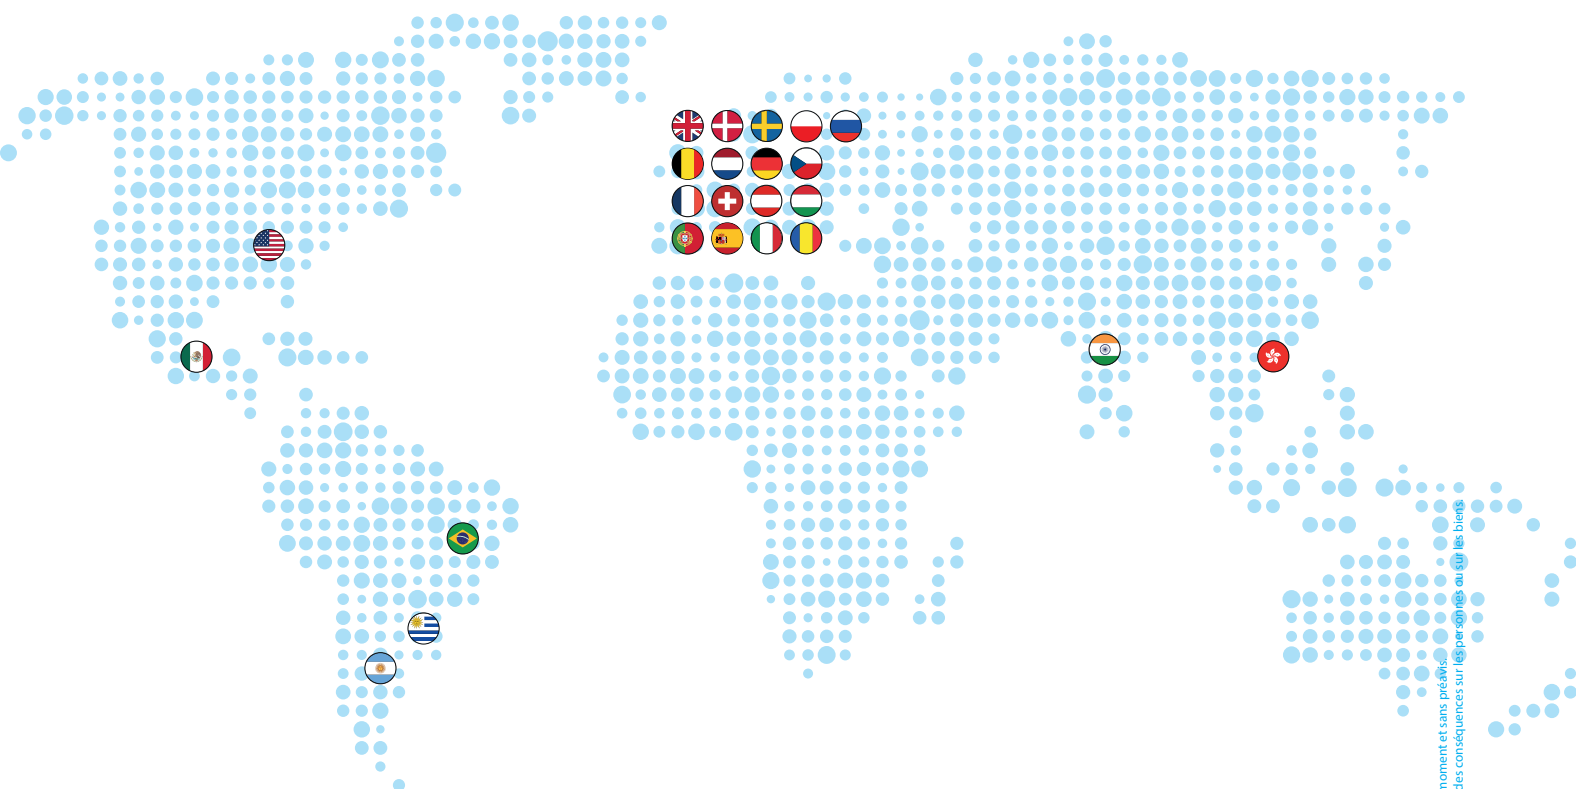 moment et sans préavis.
des conséquences sur les personnes ou sur les biens.